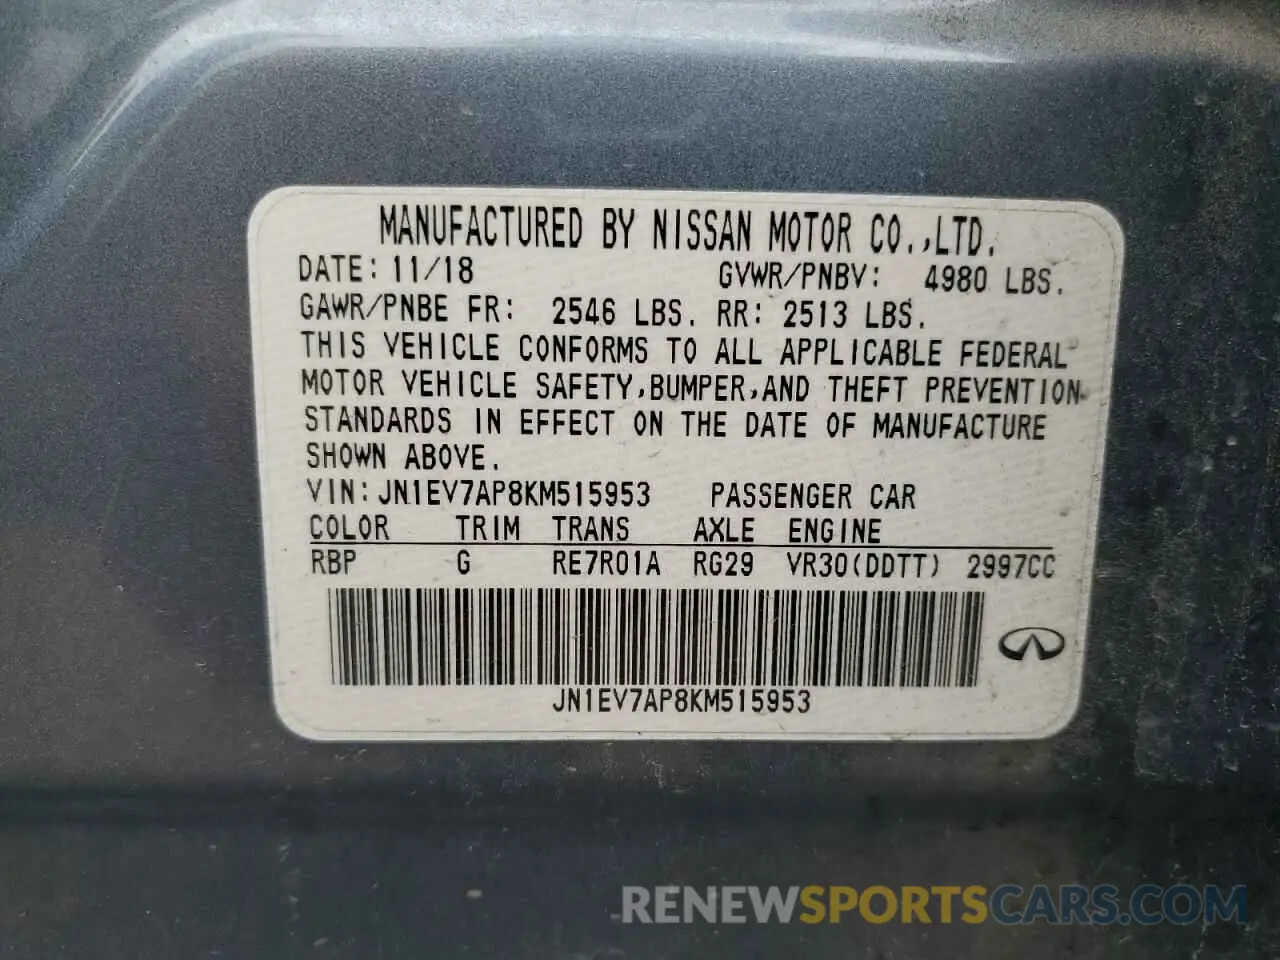 MANUFACTURED BY NISSAN MOTOR CO.,LTD.
DATE: 11/18 GVWR/PNBV: 4980 LBS.
GAWR/PNBE FR: 2546 LBS. RR: 2513 LBS.
THIS VEHICLE CONFORMS TO ALL APPLICABLE FEDERAL
MOTOR VEHICLE SAFETY,BUMPER,AND THEFT PREVENTION
STANDARDS IN EFFECT ON THE DATE OF MANUFACTURE
SHOWN ABOVE.
VIN: JN1EV7AP8KM515953 PASSENGER CAR
COLOR TRIM TRANS AXLE ENGINE
RBP G RE7R01A RG29 VR30(DDTT) 2997CC
JN1EV7AP8KM515953
RENEWSPORTSCARS.COM